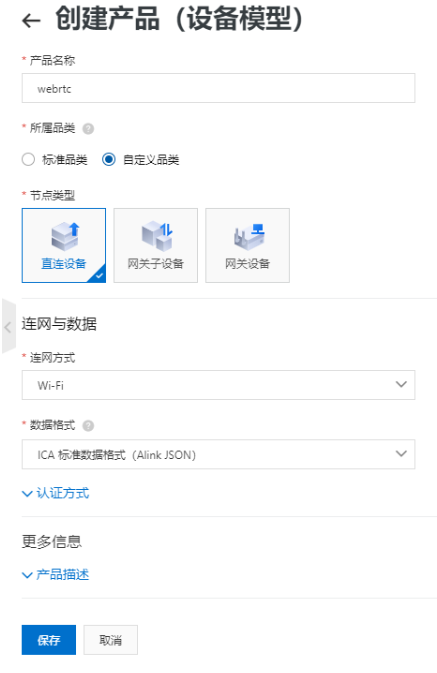 ← 创建产品（设备模型）
* 产品名称
webrtc
* 所属品类 ?
标准品类 自定义品类
* 节点类型
直连设备 网关子设备 网关设备
连网与数据
* 连网方式
Wi-Fi
* 数据格式 ?
ICA 标准数据格式（Alink JSON）
认证方式
更多信息
产品描述
保存 取消